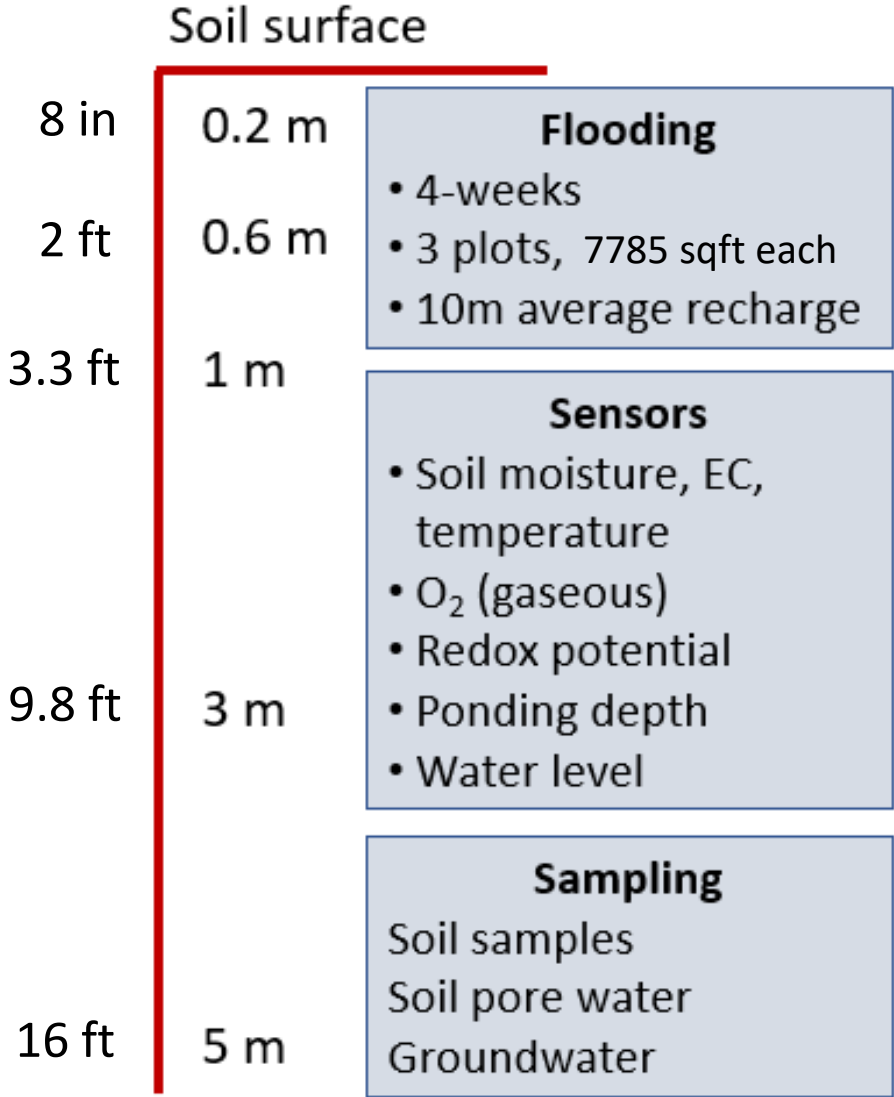 Soil surface
8 in
0.2 m
2 ft
0.6 m
3.3 ft
1 m
9.8 ft
3 m
16 ft
5 m
Flooding
• 4-weeks
• 3 plots, 7785 sqft each
• 10m average recharge
Sensors
• Soil moisture, EC,
temperature
• O₂ (gaseous)
• Redox potential
• Ponding depth
• Water level
Sampling
Soil samples
Soil pore water
Groundwater